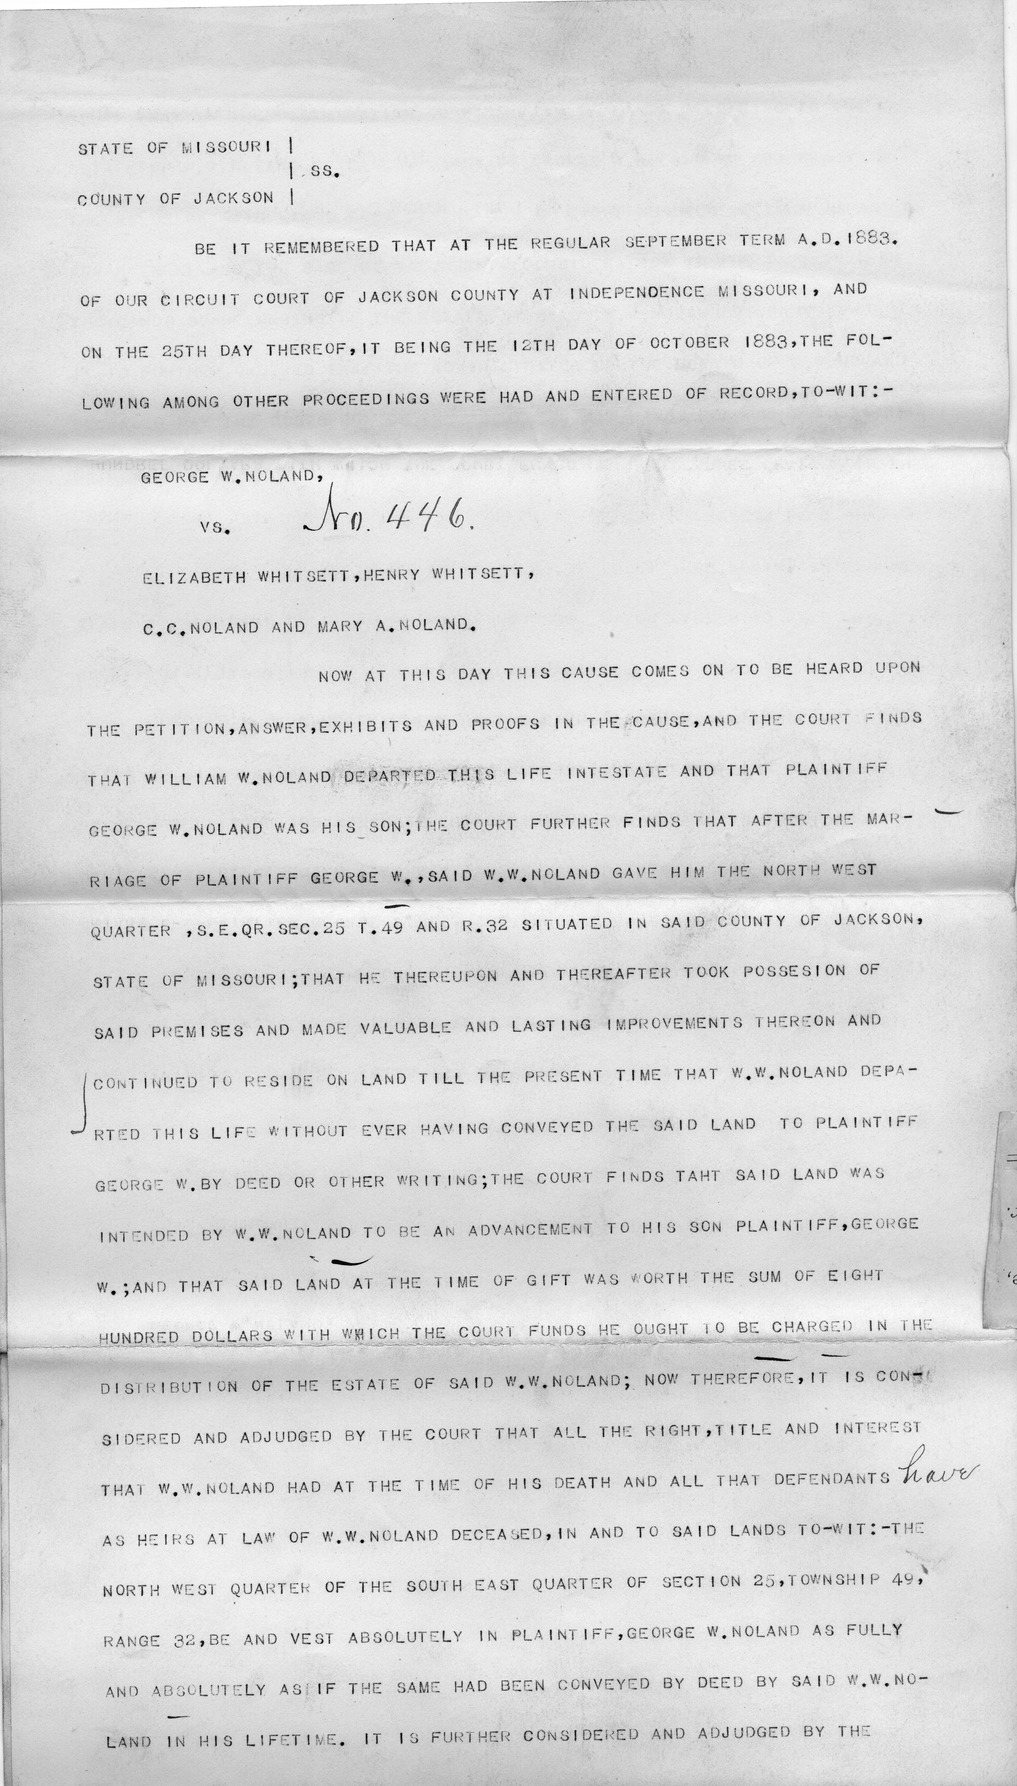 STATE OF MISSOURI |
| SS.
COUNTY OF JACKSON |
BE IT REMEMBERED THAT AT THE REGULAR SEPTEMBER TERM A.D.1883.
OF OUR CIRCUIT COURT OF JACKSON COUNTY AT INDEPENDENCE MISSOURI, AND
ON THE 25TH DAY THEREOF,IT BEING THE 12TH DAY OF OCTOBER 1883,THE FOL-
LOWING AMONG OTHER PROCEEDINGS WERE HAD AND ENTERED OF RECORD,TO-WIT:-
GEORGE W.NOLAND,
VS. No. 446.
ELIZABETH WHITSETT,HENRY WHITSETT,
C.C.NOLAND AND MARY A.NOLAND.
NOW AT THIS DAY THIS CAUSE COMES ON TO BE HEARD UPON
THE PETITION,ANSWER,EXHIBITS AND PROOFS IN THE CAUSE,AND THE COURT FINDS
THAT WILLIAM W.NOLAND DEPARTED THIS LIFE INTESTATE AND THAT PLAINTIFF
GEORGE W.NOLAND WAS HIS SON;THE COURT FURTHER FINDS THAT AFTER THE MAR-
RIAGE OF PLAINTIFF GEORGE W.,SAID W.W.NOLAND GAVE HIM THE NORTH WEST
QUARTER ,S.E.QR.SEC.25 T.49 AND R.32 SITUATED IN SAID COUNTY OF JACKSON,
STATE OF MISSOURI;THAT HE THEREUPON AND THEREAFTER TOOK POSSESION OF
SAID PREMISES AND MADE VALUABLE AND LASTING IMPROVEMENTS THEREON AND
CONTINUED TO RESIDE ON LAND TILL THE PRESENT TIME THAT W.W.NOLAND DEPA-
RTED THIS LIFE WITHOUT EVER HAVING CONVEYED THE SAID LAND TO PLAINTIFF
GEORGE W.BY DEED OR OTHER WRITING;THE COURT FINDS TAHT SAID LAND WAS
INTENDED BY W.W.NOLAND TO BE AN ADVANCEMENT TO HIS SON PLAINTIFF,GEORGE
W.;AND THAT SAID LAND AT THE TIME OF GIFT WAS WORTH THE SUM OF EIGHT
HUNDRED DOLLARS WITH WHICH THE COURT FUNDS HE OUGHT TO BE CHARGED IN THE
DISTRIBUTION OF THE ESTATE OF SAID W.W.NOLAND; NOW THEREFORE,IT IS CON-
SIDERED AND ADJUDGED BY THE COURT THAT ALL THE RIGHT,TITLE AND INTEREST
THAT W.W.NOLAND HAD AT THE TIME OF HIS DEATH AND ALL THAT DEFENDANTS have
AS HEIRS AT LAW OF W.W.NOLAND DECEASED,IN AND TO SAID LANDS TO-WIT:-THE
NORTH WEST QUARTER OF THE SOUTH EAST QUARTER OF SECTION 25,TOWNSHIP 49,
RANGE 32,BE AND VEST ABSOLUTELY IN PLAINTIFF,GEORGE W.NOLAND AS FULLY
AND ABSOLUTELY AS IF THE SAME HAD BEEN CONVEYED BY DEED BY SAID W.W.NO-
LAND IN HIS LIFETIME. IT IS FURTHER CONSIDERED AND ADJUDGED BY THE